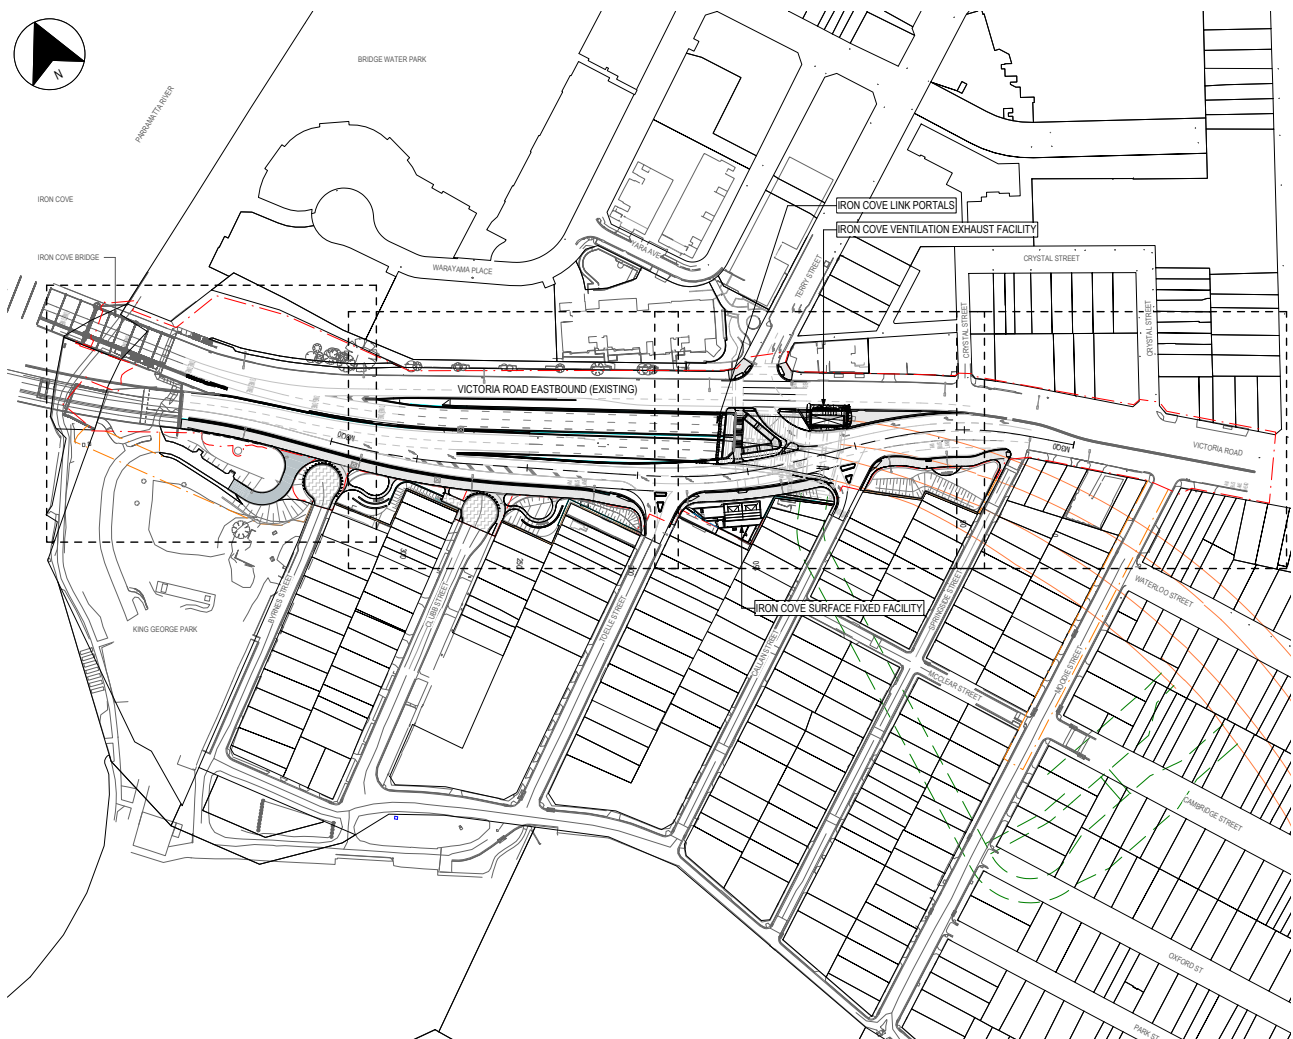 BRIDGE WATER PARK
N
PARRAMATTA RIVER
IRON COVE
IRON COVE LINK PORTALS
IRON COVE VENTILATION EXHAUST FACILITY
YARA AVE
IRON COVE BRIDGE
WARAYAMA PLACE
TERRY STREET
CRYSTAL STREET
CRYSTAL STREET
CRYSTAL STREET
VICTORIA ROAD EASTBOUND (EXISTING)
VICTORIA ROAD
IRON COVE SURFACE FIXED FACILITY
WATERLOO STREET
BYRNES STREET
CLUBB STREET
TOELLE STREET
CALLAN STREET
SPRINGSIDE STREET
MOODIE STREET
KING GEORGE PARK
MCCLEAR STREET
CAMBRIDGE STREET
OXFORD ST
PARK ST